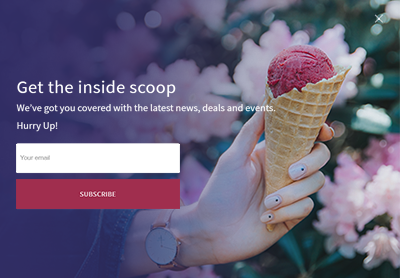 Get the inside scoop
We've got you covered with the latest news, deals and events.
Hurry Up!
Your email
SUBSCRIBE